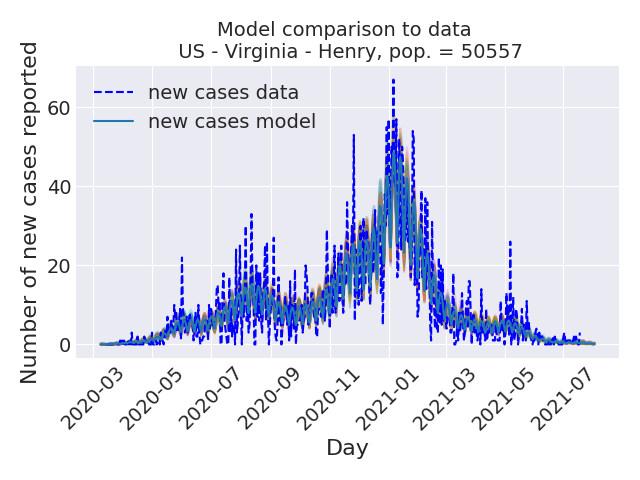 Model comparison to data
US - Virginia - Henry, pop. = 50557
new cases data
new cases model
Number of new cases reported
60
40
20
0
2020-03
2020-05
2020-07
2020-09
2020-11
2021-01
2021-03
2021-05
2021-07
Day